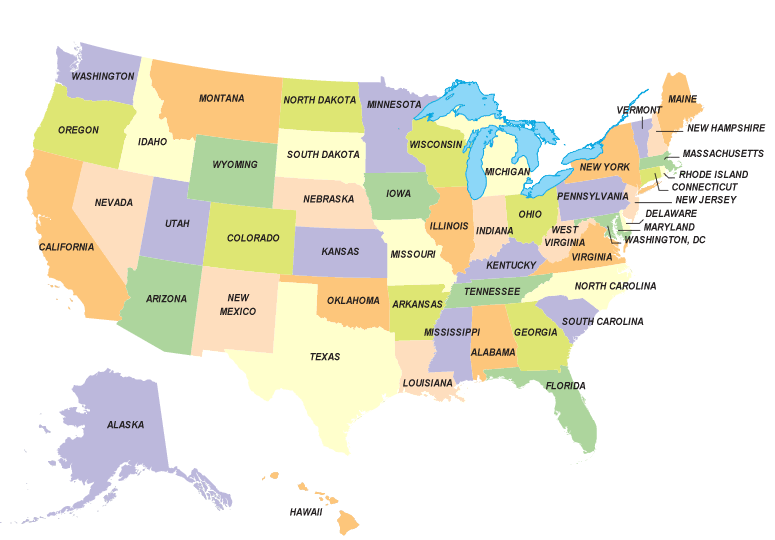 WASHINGTON
MONTANA
NORTH DAKOTA
MINNESOTA
VERMONT
MAINE
OREGON
IDAHO
WYOMING
SOUTH DAKOTA
WISCONSIN
MICHIGAN
NEW YORK
NEW HAMPSHIRE
MASSACHUSETTS
RHODE ISLAND
CONNECTICUT
NEW JERSEY
DELAWARE
MARYLAND
WASHINGTON, DC
NEVADA
UTAH
COLORADO
NEBRASKA
IOWA
ILLINOIS
INDIANA
OHIO
PENNSYLVANIA
WEST
VIRGINIA
VIRGINIA
CALIFORNIA
KANSAS
MISSOURI
KENTUCKY
ARIZONA
NEW
MEXICO
OKLAHOMA
ARKANSAS
TENNESSEE
NORTH CAROLINA
SOUTH CAROLINA
TEXAS
LOUISIANA
MISSISSIPPI
ALABAMA
GEORGIA
FLORIDA
ALASKA
HAWAII